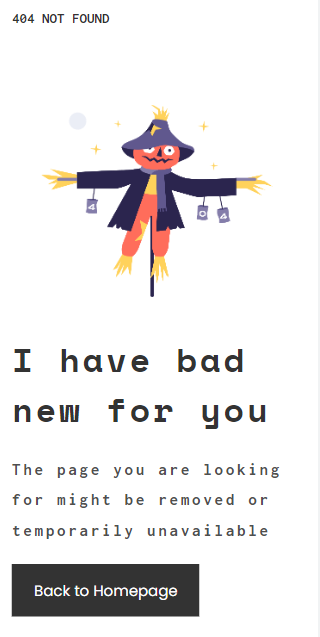 404 NOT FOUND
4
0 4
I have bad
new for you
The page you are looking
for might be removed or
temporarily unavailable
Back to Homepage